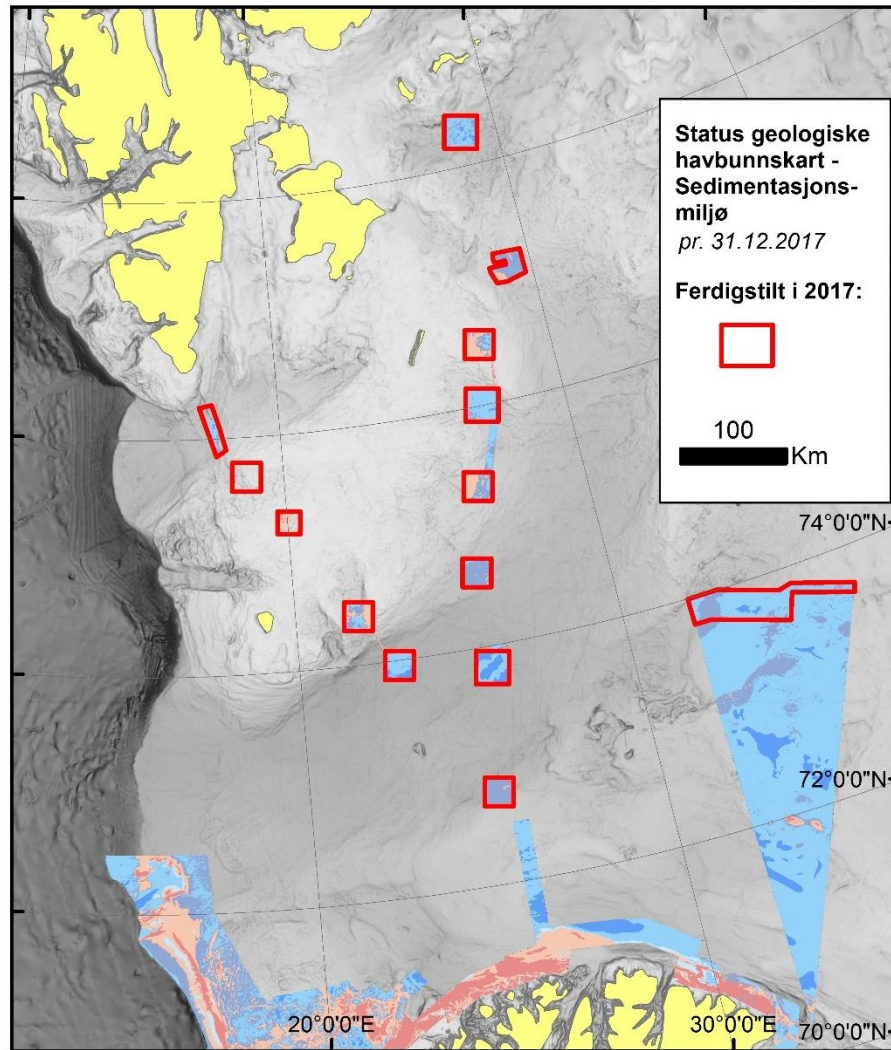 Status geologiske
havbunnskart -
Sedimentasjons-
miljø
pr. 31.12.2017
Ferdigstilt i 2017:
100
Km
74°0'0"N
72°0'0"N
20°0'0"E
30°0'0"E
70°0'0"N